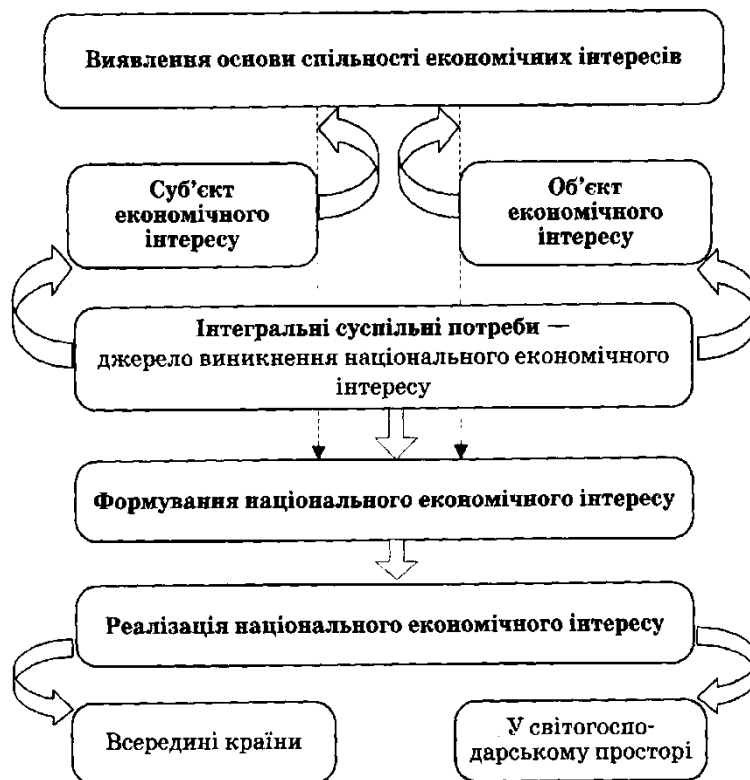 Виявлення основи спільності економічних інтересів
Суб’єкт
економічного
інтересу
Об’єкт
економічного
інтересу
Інтегральні суспільні потреби —
джерело виникнення національного економічного
інтересу
Формування національного економічного інтересу
Реалізація національного економічного інтересу
Всередині країни
У світогоспо-
дарському просторі